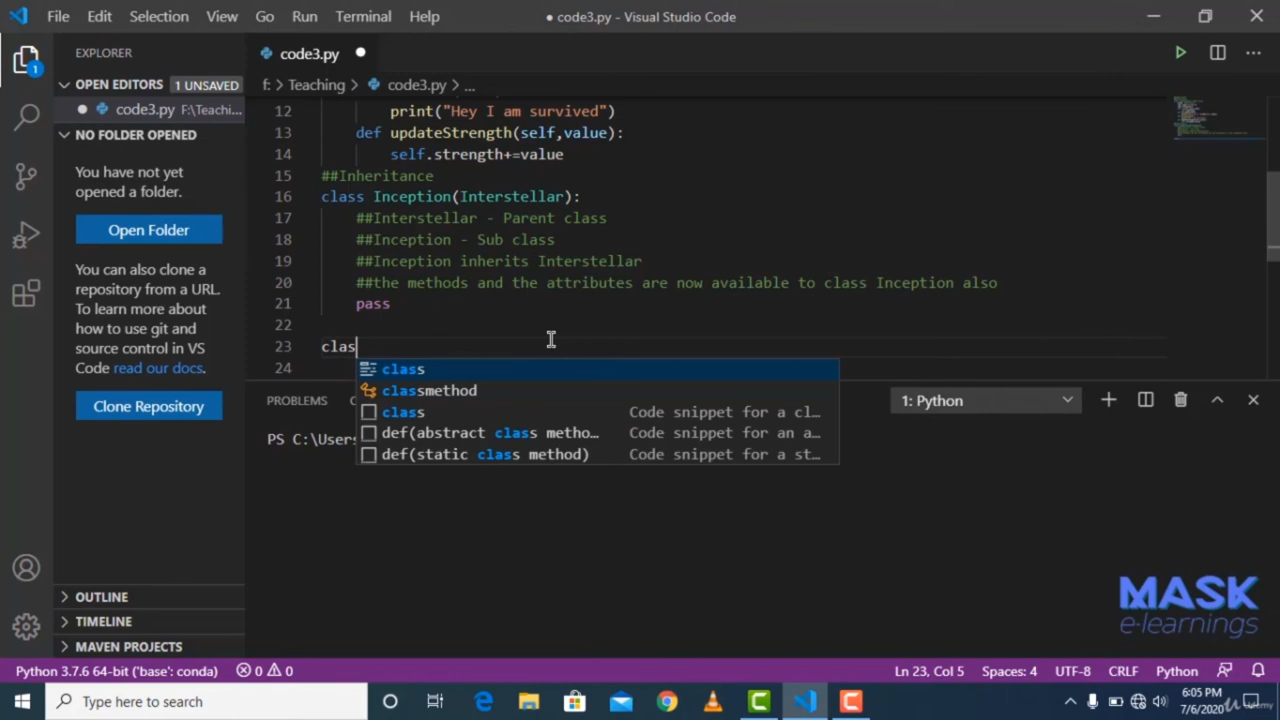 File Edit Selection View Go Run Terminal Help
● code3.py - Visual Studio Code
EXPLORER
OPEN EDITORS 1 UNSAVED
code3.py F:\Teachi...
NO FOLDER OPENED
You have not yet
opened a folder.
Open Folder
You can also clone a
repository from a URL.
To learn more about
how to use git and
source control in VS
Code read our docs.
Clone Repository
OUTLINE
TIMELINE
MAVEN PROJECTS
1
code3.py
f: > Teaching > code3.py > ...
12 print("Hey I am survived")
13 def updateStrength(self,value):
14 self.strength+=value
15 ##Inheritance
16 class Inception(Interstellar):
17 ##Interstellar - Parent class
18 ##Inception - Sub class
19 ##Inception inherits Interstellar
20 ##the methods and the attributes are now available to class Inception also
21 pass
22
23 clas
24
class
classmethod
class Code snippet for a cl...
def(abstract class metho... Code snippet for an a...
def(static class method) Code snippet for a st...
PROBLEMS
1: Python
PS C:\Users
MASK
e-learnings
Python 3.7.6 64-bit ('base': conda) 0 0 Ln 23, Col 5 Spaces: 4 UTF-8 CRLF Python
Type here to search
6:05 PM
7/6/2020